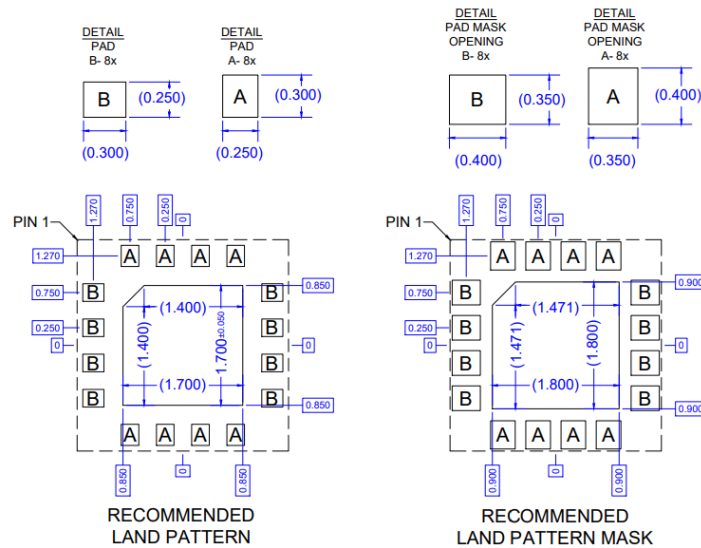 DETAIL
PAD
B- 8x
B
(0.250)
(0.300)
DETAIL
PAD
A- 8x
A
(0.300)
(0.250)
DETAIL
PAD MASK
OPENING
B- 8x
B
(0.350)
(0.400)
DETAIL
PAD MASK
OPENING
A- 8x
A
(0.400)
(0.350)
PIN 1
1.270
0.750
0.250
0
1.270
A A A A
0.750
B B
0.850
(1.400)
0.250
B B
(1.400)
1.700±0.050
0
0
B B
(1.700)
B B
0.850
A A A A
0.850
0
0.850
RECOMMENDED
LAND PATTERN
PIN 1
1.270
0.750
0.250
0
1.270
A A A A
0.900
0.750
B B
(1.471)
0.250
B B
(1.471)
(1.800)
0
0
B B
(1.800)
B B
0.900
A A A A
0.900
0
0.900
RECOMMENDED
LAND PATTERN MASK